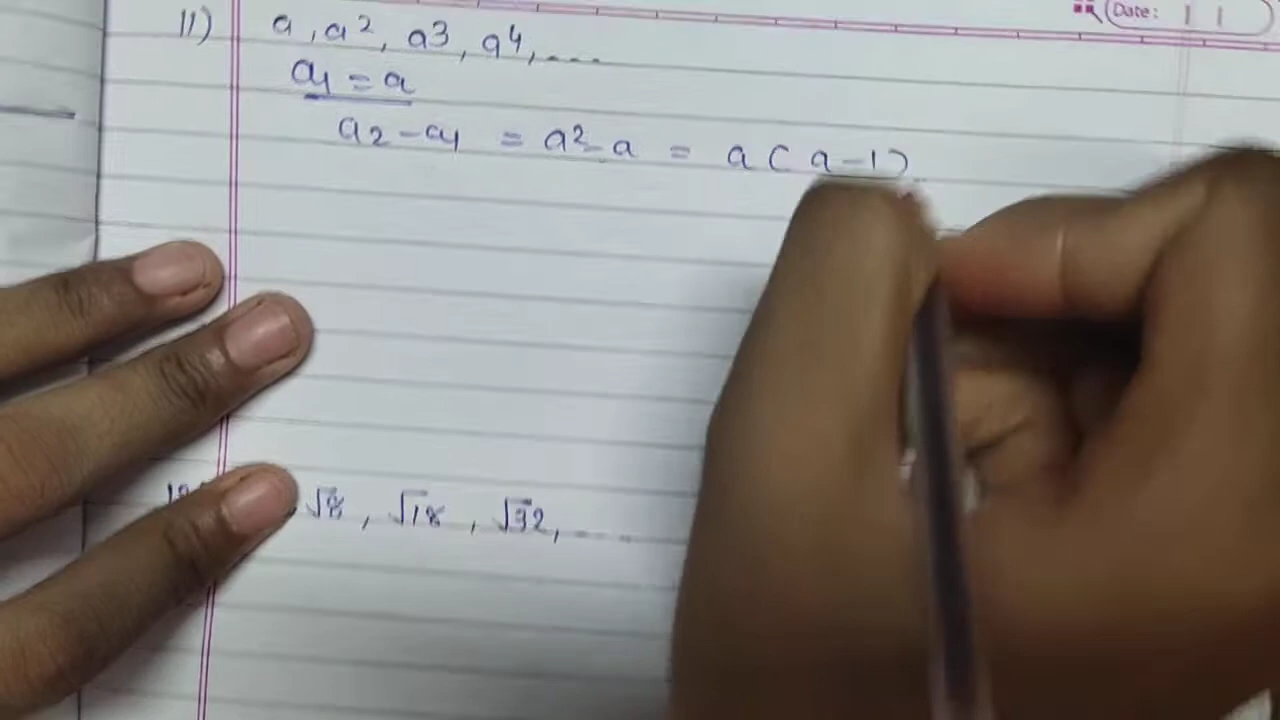 Date:
11) a, a², a3, a4, ....
a1 = a
a2 - a1 = a² - a = a ( a - 1 )
√8, √18, √32, .....